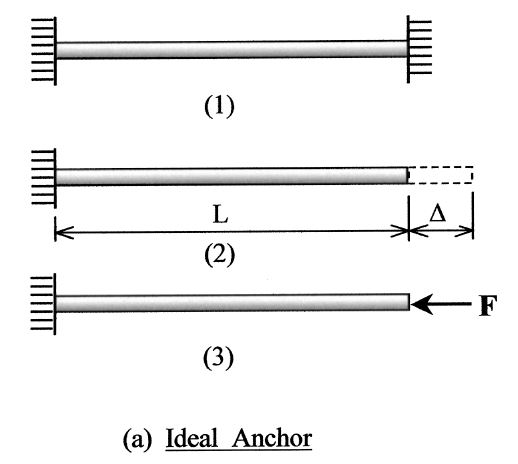 (1)
L Δ
(2)
F
(3)
(a) Ideal Anchor